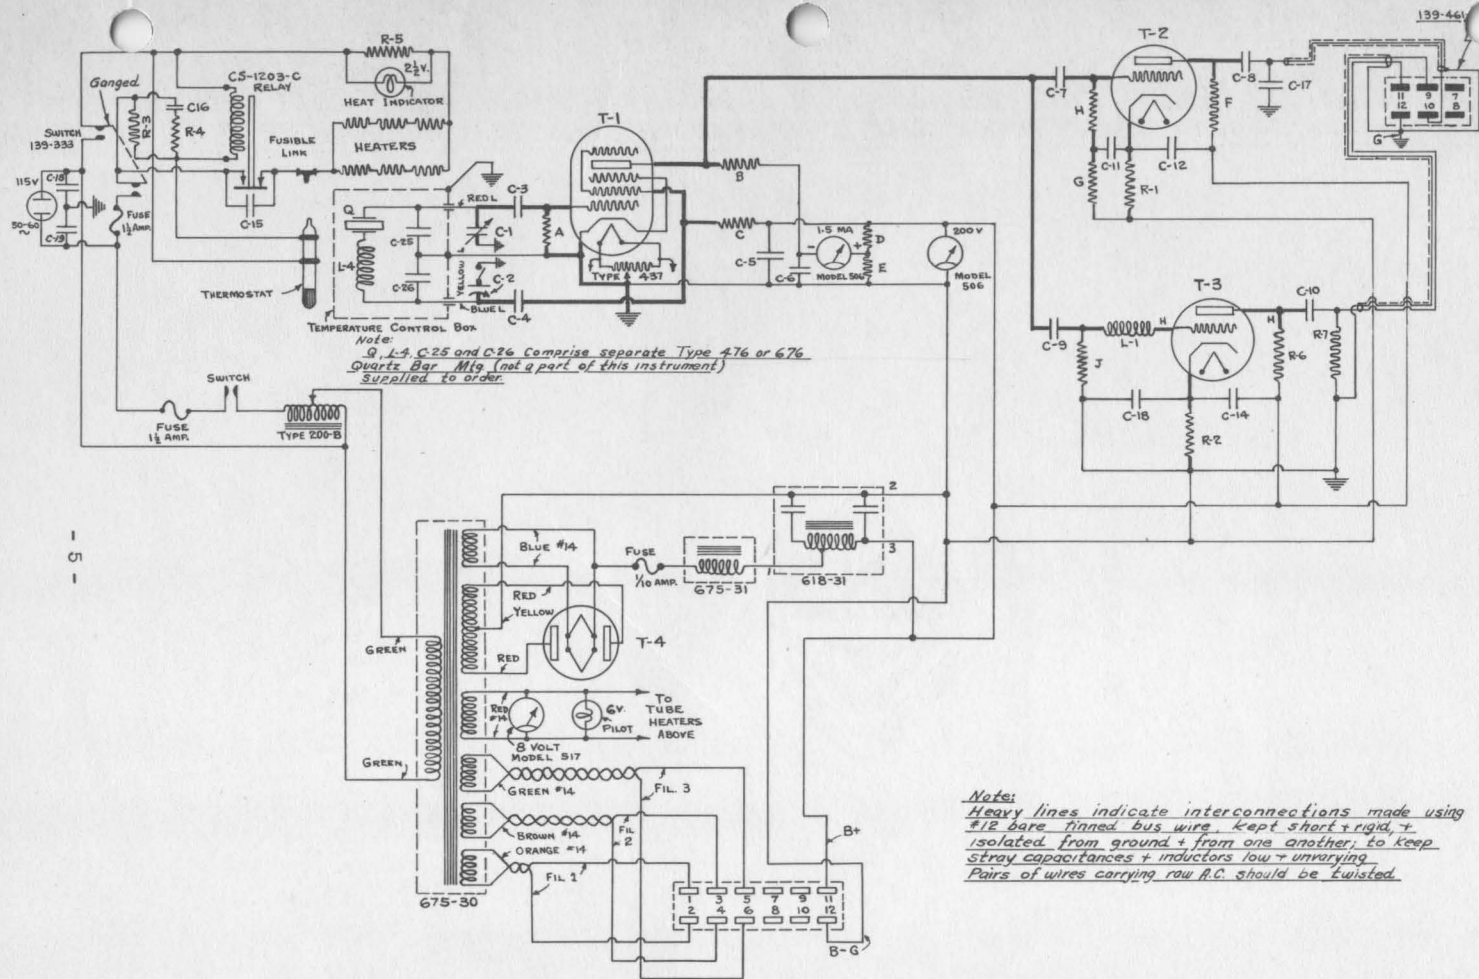 139-461
R-5
T-2
Ganged
CS-1203-C
RELAY
2½V.
HEAT INDICATOR
C-8
C-17
C-7
H
F
12
9
10
7
8
11
G
SWITCH
139-333
R-3
C16
R-4
FUSIBLE
LINK
HEATERS
T-1
C-11
C-12
G
R-1
115V
50-60
~
C-18
C-19
FUSE
1½ AMP.
C-15
THERMOSTAT
Q
L-4
C-25
C-26
RED L
YELLOW L
BLUE L
C-3
C-1
C-2
C-4
A
TYPE 437
B
C
C-5
C-6
1.5 MA
- +
MODEL 506
D
E
200V
MODEL
506
TEMPERATURE CONTROL BOX
T-3
C-10
C-9
L-1
H
H
J
R-6
R-7
C-18
C-14
R-2
Note:
Q, L-4, C-25 and C-26 Comprise separate Type 476 or 676
Quartz Bar Mtg (not a part of this instrument)
Supplied to order.
SWITCH
FUSE
1½ AMP.
TYPE 200-B
- 5 -
2
3
BLUE #14
FUSE
1/10 AMP.
675-31
618-31
RED
YELLOW
RED
T-4
GREEN
GREEN
RED
#14
8 VOLT
MODEL 517
6V.
PILOT
TO
TUBE
HEATERS
ABOVE
GREEN #14
FIL. 3
BROWN #14
FIL
2
ORANGE #14
FIL 2
675-30
B+
1 3 5 7 9 11
2 4 6 8 10 12
B-G
Note:
Heavy lines indicate interconnections made using
#12 bare tinned bus wire, kept short + rigid, +
isolated from ground + from one another; to keep
stray capacitances + inductors low + unvarying
Pairs of wires carrying raw A.C. should be twisted